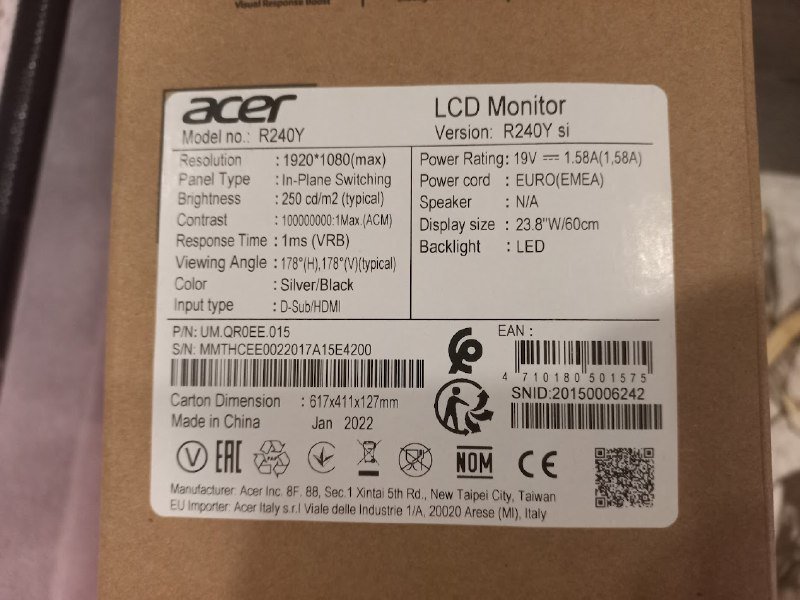 Visual Response Boost
acer
Model no.: R240Y
LCD Monitor
Version: R240Y si
Resolution : 1920*1080(max)
Panel Type : In-Plane Switching
Brightness : 250 cd/m2 (typical)
Contrast : 100000000:1Max.(ACM)
Response Time : 1ms (VRB)
Viewing Angle : 178°(H),178°(V)(typical)
Color : Silver/Black
Input type : D-Sub/HDMI
Power Rating: 19V ⎓ 1.58A(1,58A)
Power cord : EURO(EMEA)
Speaker : N/A
Display size : 23.8"W/60cm
Backlight : LED
P/N: UM.QR0EE.015
S/N: MMTHCEE0022017A15E4200
Carton Dimension : 617x411x127mm
Made in China Jan 2022
EAN :
4 710180 501575
SNID:20150006242
V EAC PAP NOM CE
Manufacturer: Acer Inc. 8F. 88, Sec.1 Xintai 5th Rd., New Taipei City, Taiwan
EU Importer: Acer Italy s.r.l Viale delle Industrie 1/A, 20020 Arese (MI), Italy